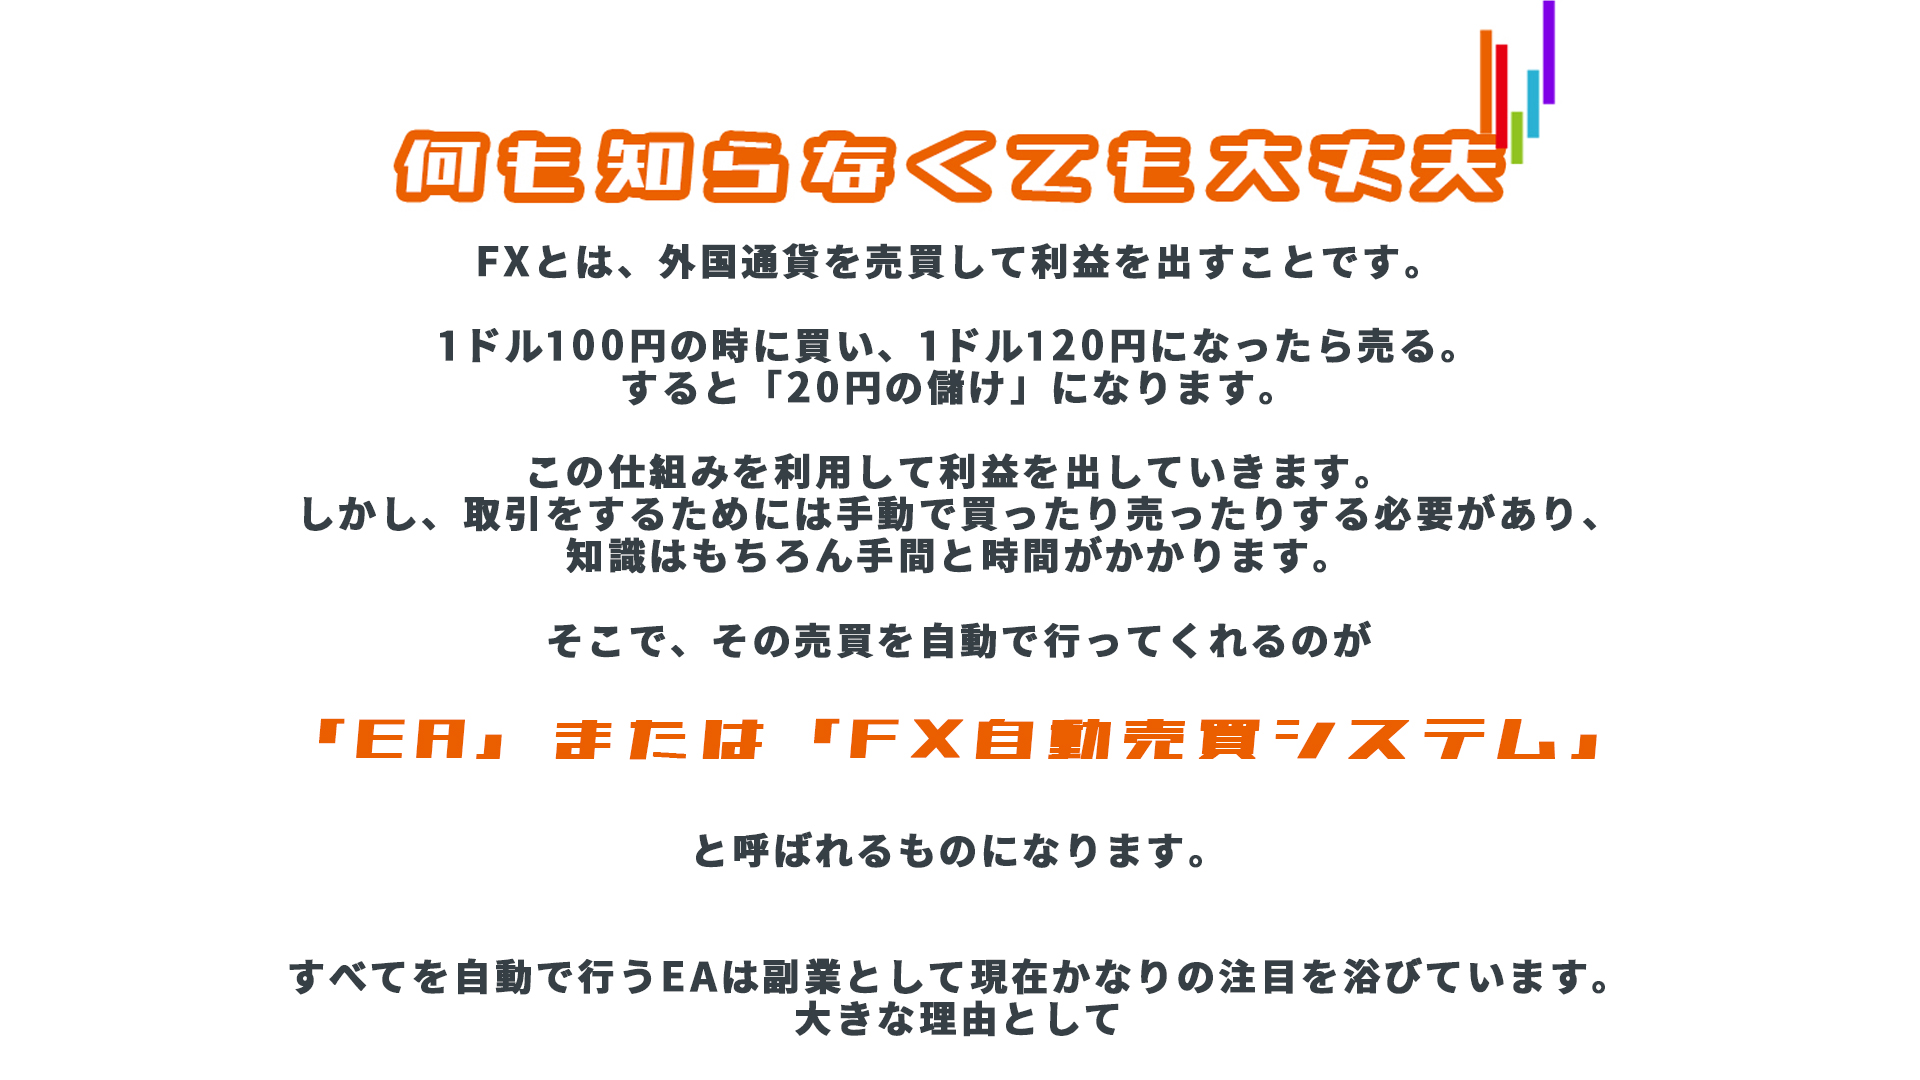 何も知らなくても大丈夫
FXとは、外国通貨を売買して利益を出すことです。
1ドル100円の時に買い、1ドル120円になったら売る。
すると「20円の儲け」になります。
この仕組みを利用して利益を出していきます。
しかし、取引をするためには手動で買ったり売ったりする必要があり、
知識はもちろん手間と時間がかかります。
そこで、その売買を自動で行ってくれるのが
「EA」または「FX自動売買システム」
と呼ばれるものになります。
すべてを自動で行うEAは副業として現在かなりの注目を浴びています。
大きな理由として